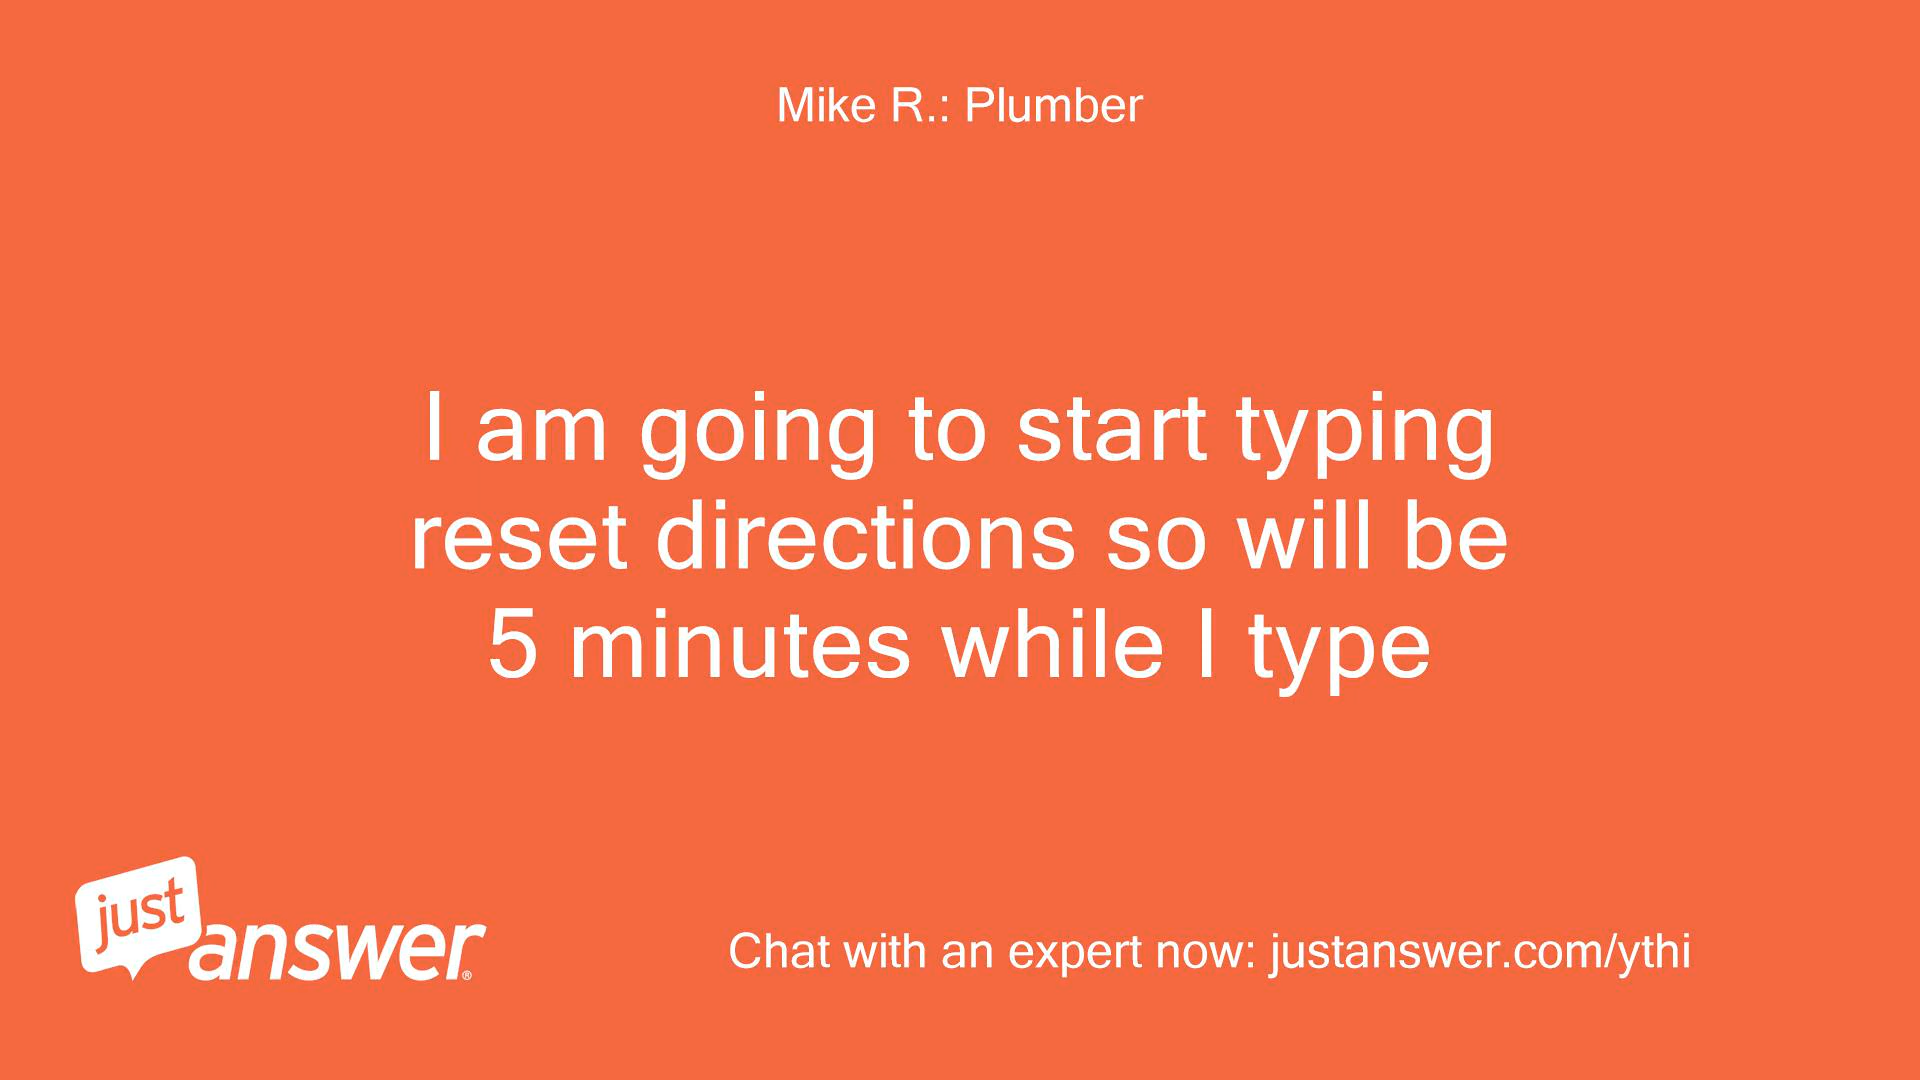 Mike R.: Plumber
I am going to start typing
reset directions so will be
5 minutes while I type
just
answer®
Chat with an expert now: justanswer.com/ythi